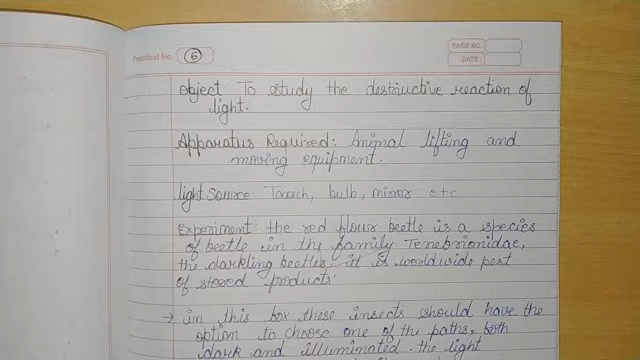 Practical No. 6
PAGE NO.
DATE:
Object To study the destructive reaction of
light.
Apparatus Required: Animal lifting and
moving equipment.
light source Taarch, bulb, mirror etc
Experiment: the red flour beetle is a species
of beetle in the family Tenebrionidae,
the darkling beetles. it is worldwide pest
of stored products.
→ in this box these insects should have the
option to choose one of the paths, both
dark and illuminated. the light